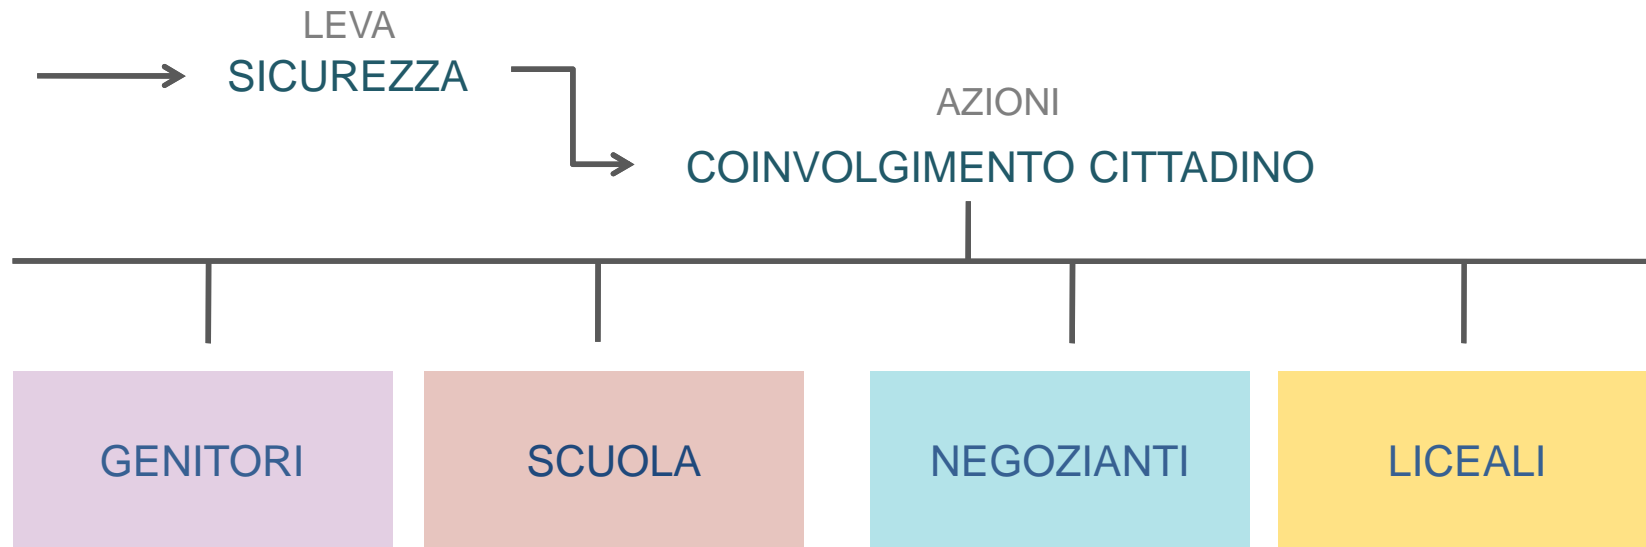 LEVA
SICUREZZA
AZIONI
COINVOLGIMENTO CITTADINO
GENITORI
SCUOLA
NEGOZIANTI
LICEALI